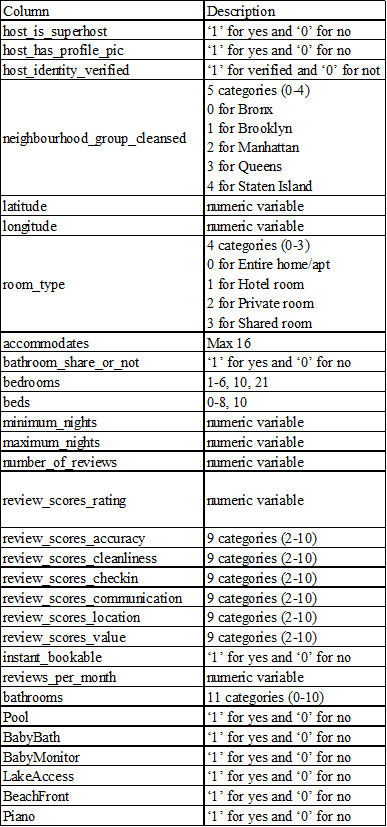 Column Description
host_is_superhost ‘1’ for yes and ‘0’ for no
host_has_profile_pic ‘1’ for yes and ‘0’ for no
host_identity_verified ‘1’ for verified and ‘0’ for not
neighbourhood_group_cleansed 5 categories (0-4)
0 for Bronx
1 for Brooklyn
2 for Manhattan
3 for Queens
4 for Staten Island
latitude numeric variable
longitude numeric variable
room_type 4 categories (0-3)
0 for Entire home/apt
1 for Hotel room
2 for Private room
3 for Shared room
accommodates Max 16
bathroom_share_or_not ‘1’ for yes and ‘0’ for no
bedrooms 1-6, 10, 21
beds 0-8, 10
minimum_nights numeric variable
maximum_nights numeric variable
number_of_reviews numeric variable
review_scores_rating numeric variable
review_scores_accuracy 9 categories (2-10)
review_scores_cleanliness 9 categories (2-10)
review_scores_checkin 9 categories (2-10)
review_scores_communication 9 categories (2-10)
review_scores_location 9 categories (2-10)
review_scores_value 9 categories (2-10)
instant_bookable ‘1’ for yes and ‘0’ for no
reviews_per_month numeric variable
bathrooms 11 categories (0-10)
Pool ‘1’ for yes and ‘0’ for no
BabyBath ‘1’ for yes and ‘0’ for no
BabyMonitor ‘1’ for yes and ‘0’ for no
LakeAccess ‘1’ for yes and ‘0’ for no
BeachFront ‘1’ for yes and ‘0’ for no
Piano ‘1’ for yes and ‘0’ for no